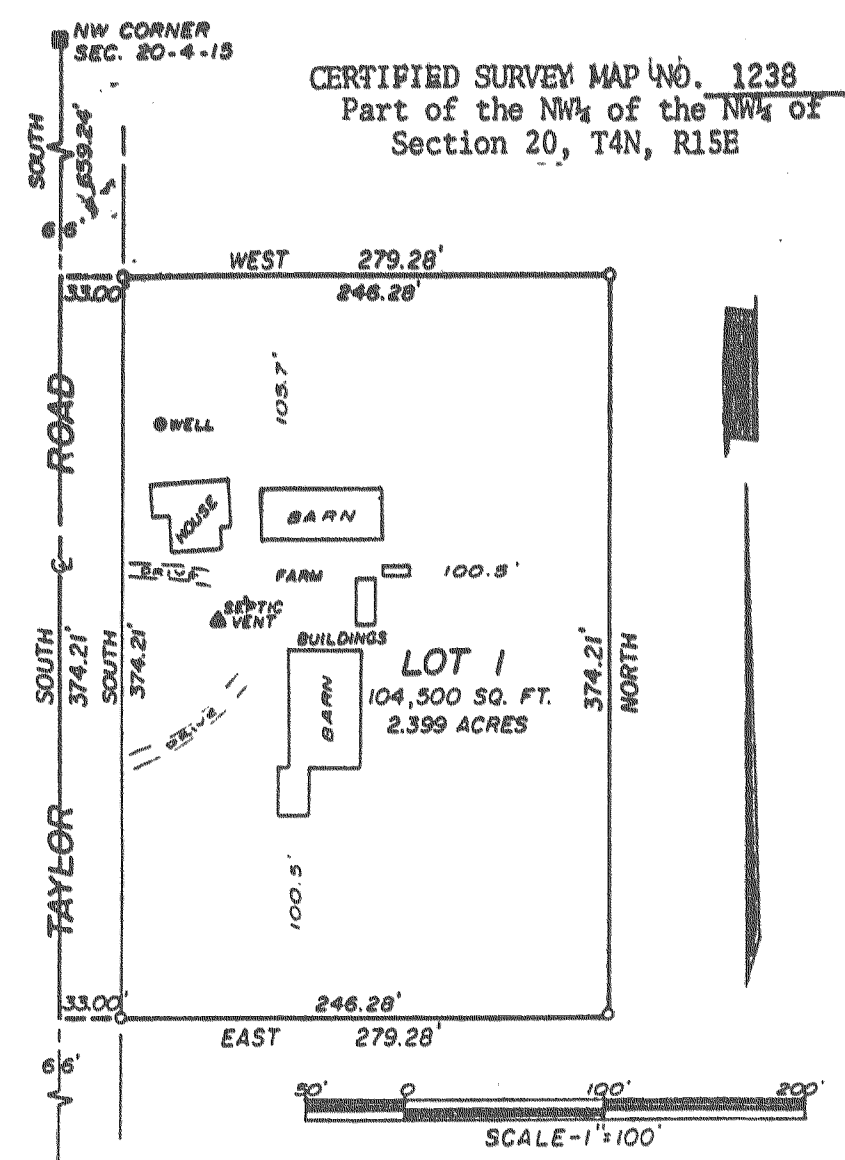 NW CORNER
SEC. 20-4-15
CERTIFIED SURVEY MAP NO. 1238
Part of the NW¼ of the NW¼ of
Section 20, T4N, R15E
SOUTH
659.24'
66'
WEST 279.28'
33.00'
246.28'
ROAD
105.7'
WELL
HOUSE
BARN
DRIVE
FARM
100.5'
SEPTIC
VENT
BUILDINGS
SOUTH
374.21'
SOUTH
374.21'
LOT 1
104,500 SQ. FT.
2.399 ACRES
BARN
374.21'
NORTH
DRIVE
TAYLOR
100.5'
33.00'
246.28'
EAST 279.28'
66'
50' 0 100' 200'
SCALE-1"=100'